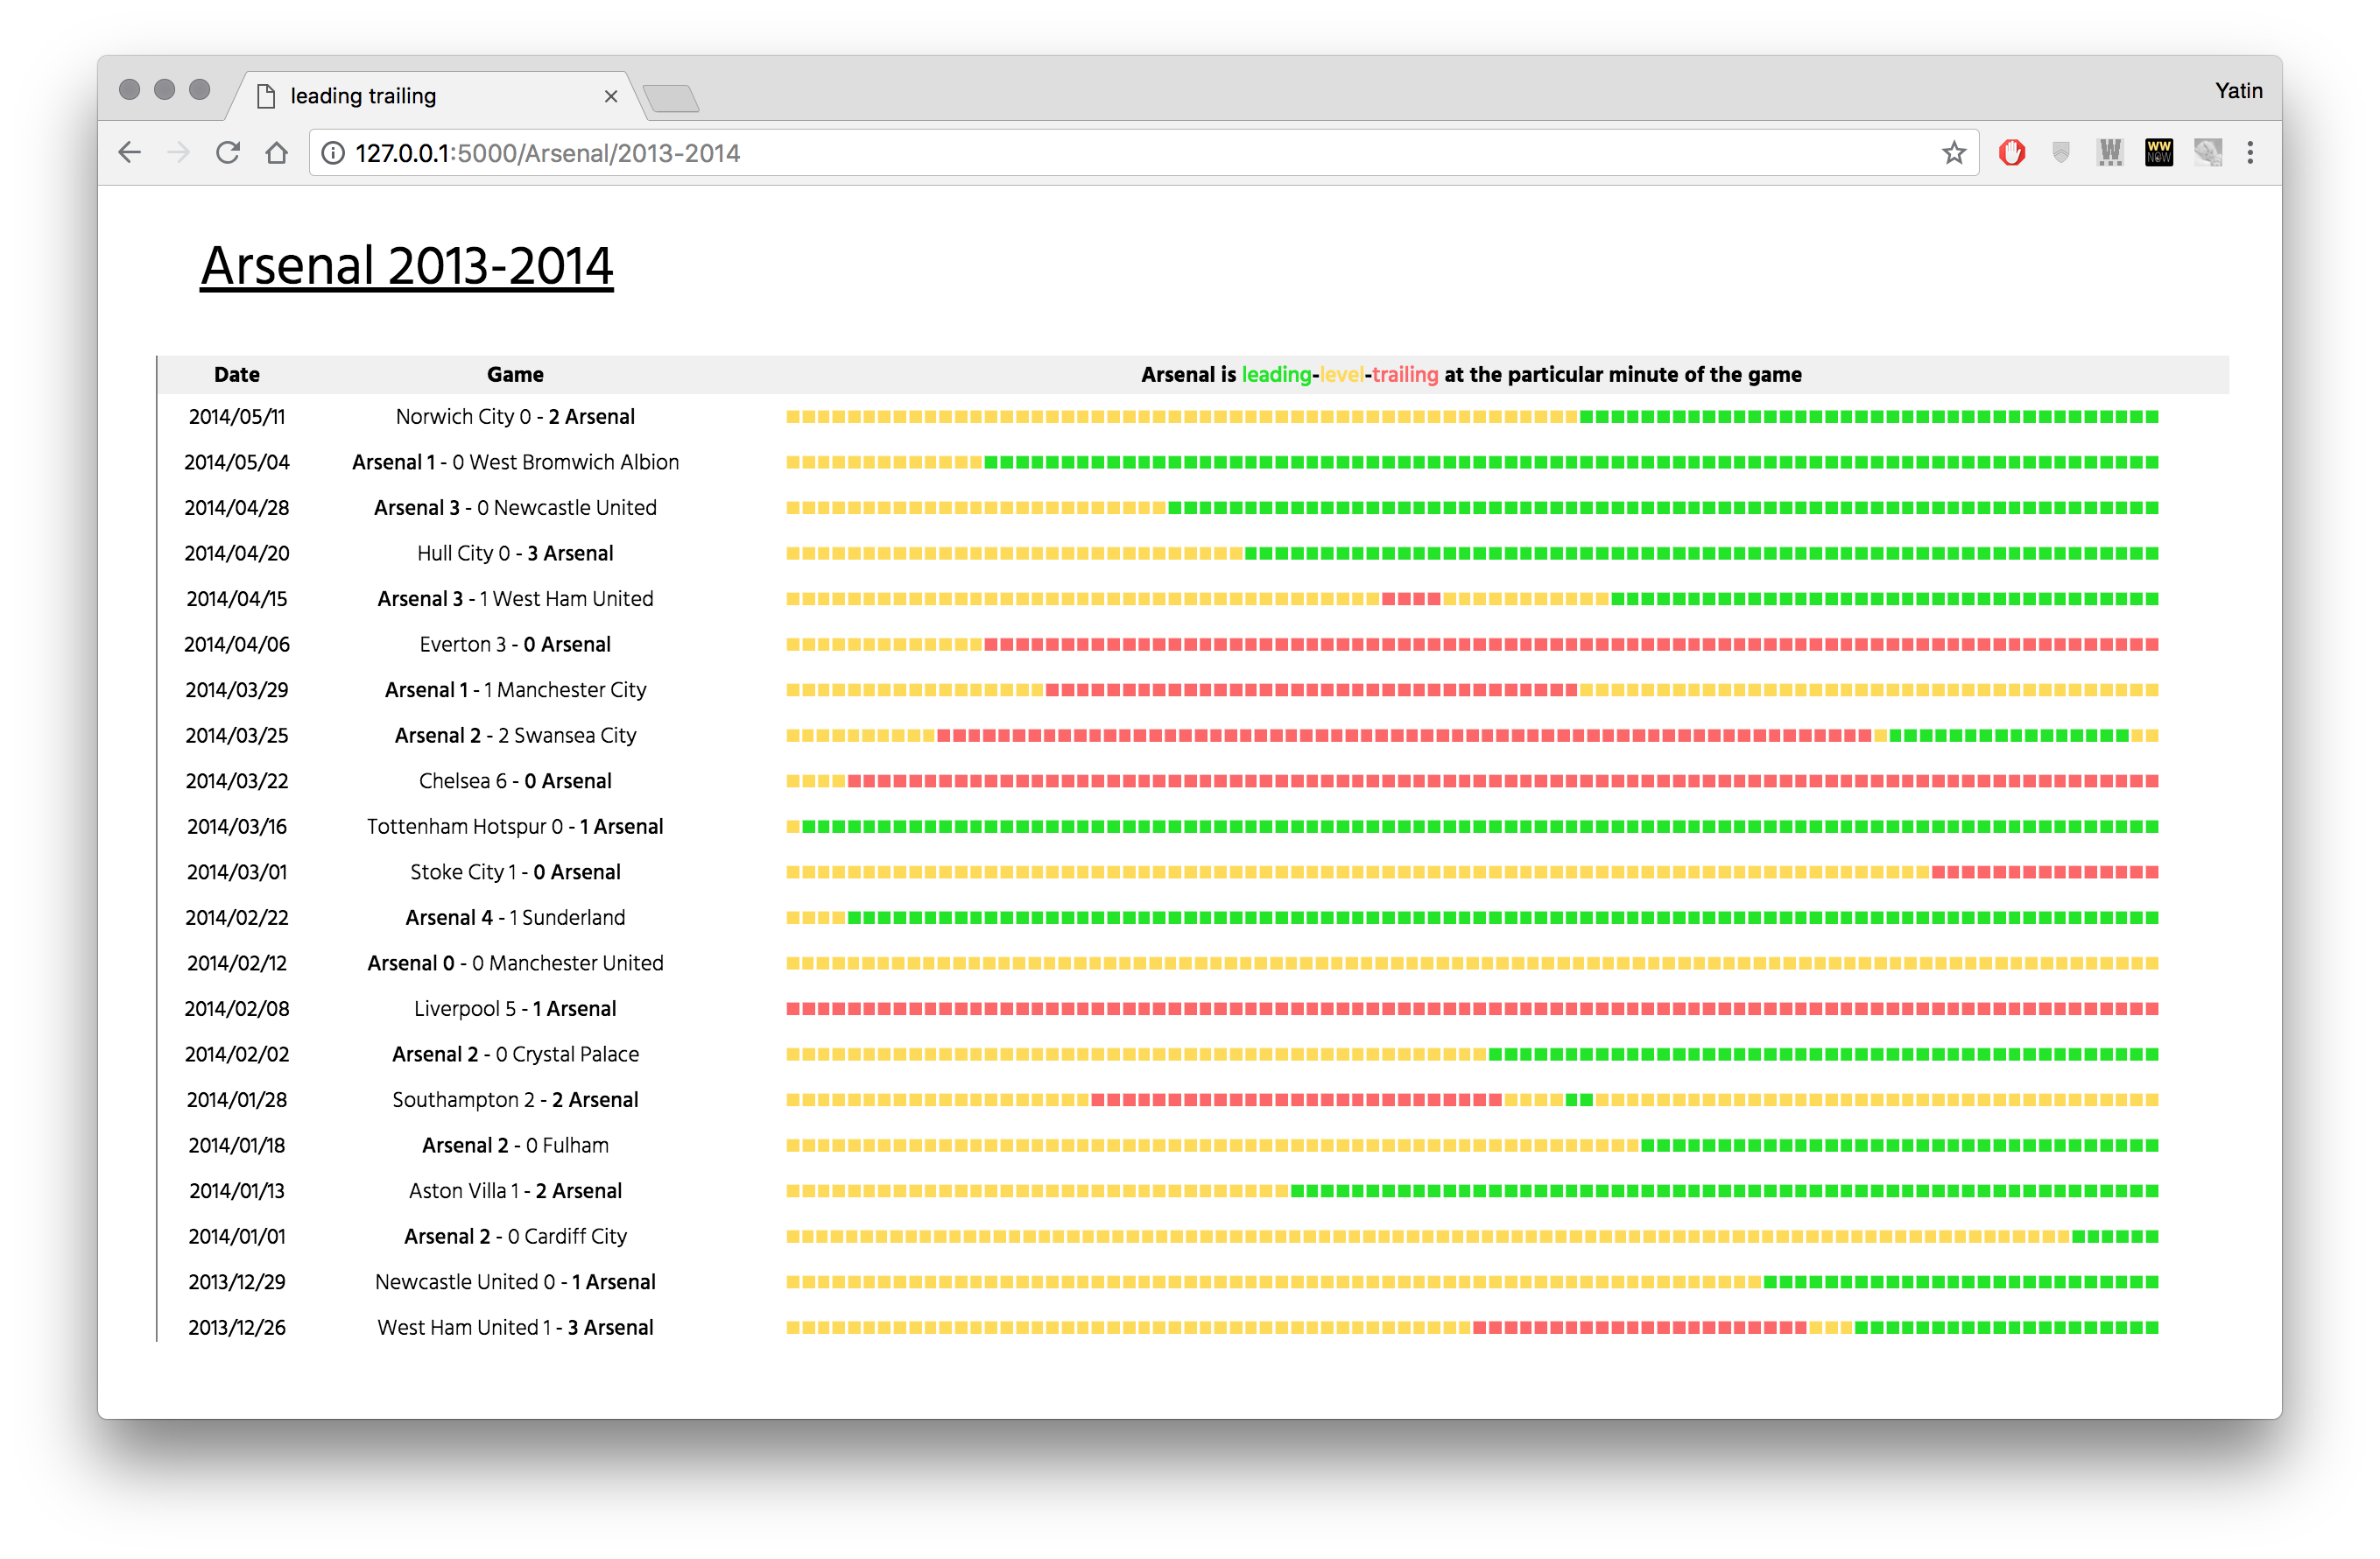 leading trailing
Yatin
127.0.0.1:5000/Arsenal/2013-2014
W
WW
NOW
Arsenal 2013-2014
Date Game Arsenal is leading-level-trailing at the particular minute of the game
2014/05/11 Norwich City 0 - 2 Arsenal
2014/05/04 Arsenal 1 - 0 West Bromwich Albion
2014/04/28 Arsenal 3 - 0 Newcastle United
2014/04/20 Hull City 0 - 3 Arsenal
2014/04/15 Arsenal 3 - 1 West Ham United
2014/04/06 Everton 3 - 0 Arsenal
2014/03/29 Arsenal 1 - 1 Manchester City
2014/03/25 Arsenal 2 - 2 Swansea City
2014/03/22 Chelsea 6 - 0 Arsenal
2014/03/16 Tottenham Hotspur 0 - 1 Arsenal
2014/03/01 Stoke City 1 - 0 Arsenal
2014/02/22 Arsenal 4 - 1 Sunderland
2014/02/12 Arsenal 0 - 0 Manchester United
2014/02/08 Liverpool 5 - 1 Arsenal
2014/02/02 Arsenal 2 - 0 Crystal Palace
2014/01/28 Southampton 2 - 2 Arsenal
2014/01/18 Arsenal 2 - 0 Fulham
2014/01/13 Aston Villa 1 - 2 Arsenal
2014/01/01 Arsenal 2 - 0 Cardiff City
2013/12/29 Newcastle United 0 - 1 Arsenal
2013/12/26 West Ham United 1 - 3 Arsenal